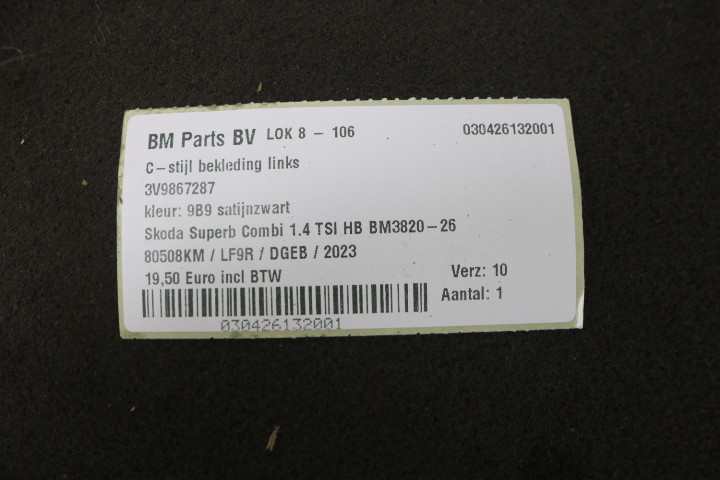 BM Parts BV LOK 8 – 106 030426132001
C–stijl bekleding links
3V9867287
kleur: 9B9 satijnzwart
Skoda Superb Combi 1.4 TSI HB BM3820–26
80508KM / LF9R / DGEB / 2023
19,50 Euro incl BTW Verz: 10
Aantal: 1
030426132001